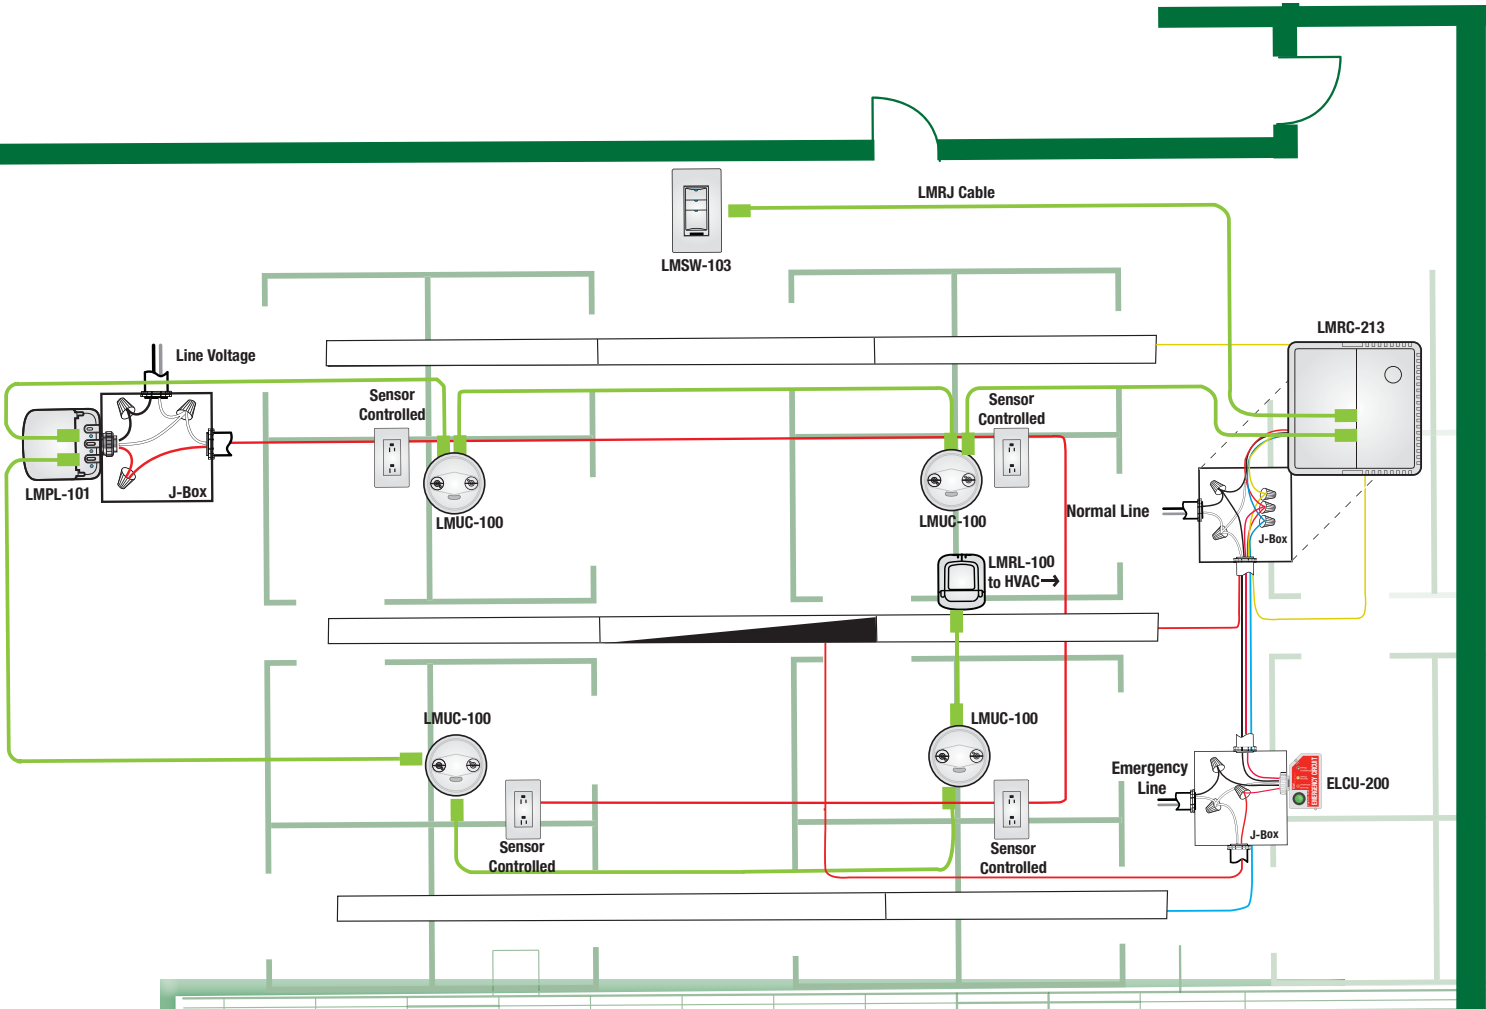 LMRJ Cable
LMSW-103
LMRC-213
Line Voltage
Sensor
Controlled
Sensor
Controlled
LMPL-101
J-Box
LMUC-100
LMUC-100
Normal Line
J-Box
LMRL-100
to HVAC→
LMUC-100
LMUC-100
Emergency
Line
EMERGENCY CIRCUIT
ELCU-200
J-Box
Sensor
Controlled
Sensor
Controlled